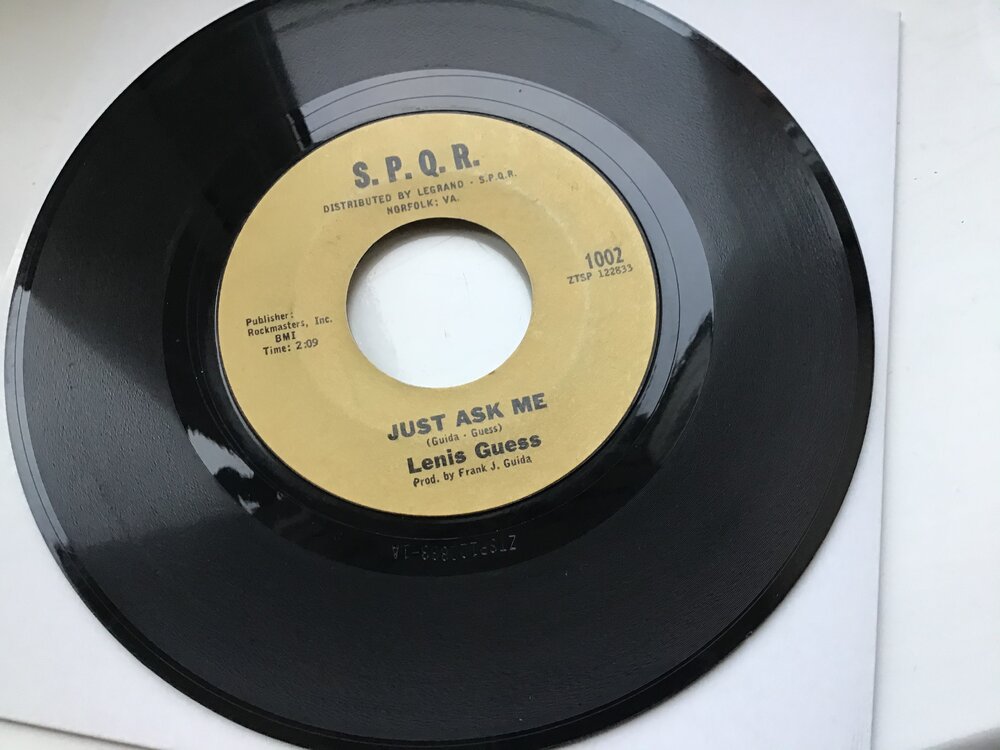 S. P. Q. R.
DISTRIBUTED BY LEGRAND - S.P.Q.R.
NORFOLK; VA.
1002
ZTSP 122833
Publisher:
Rockmasters, Inc.
BMI
Time: 2:09
JUST ASK ME
(Guida - Guess)
Lenis Guess
Prod. by Frank J. Guida